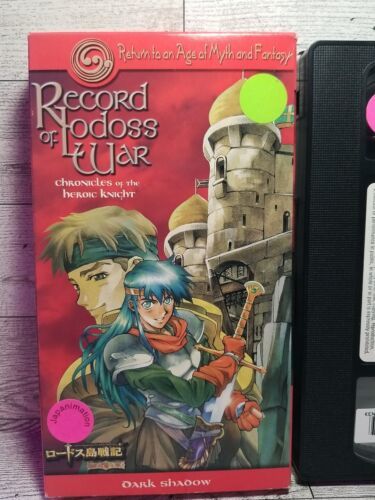 Return to an Age of Myth and Fantasy
Record
of Lodoss
War
chronicles of the
heroic knight
Japanimation
ロードス島戦記
Dark Shadow